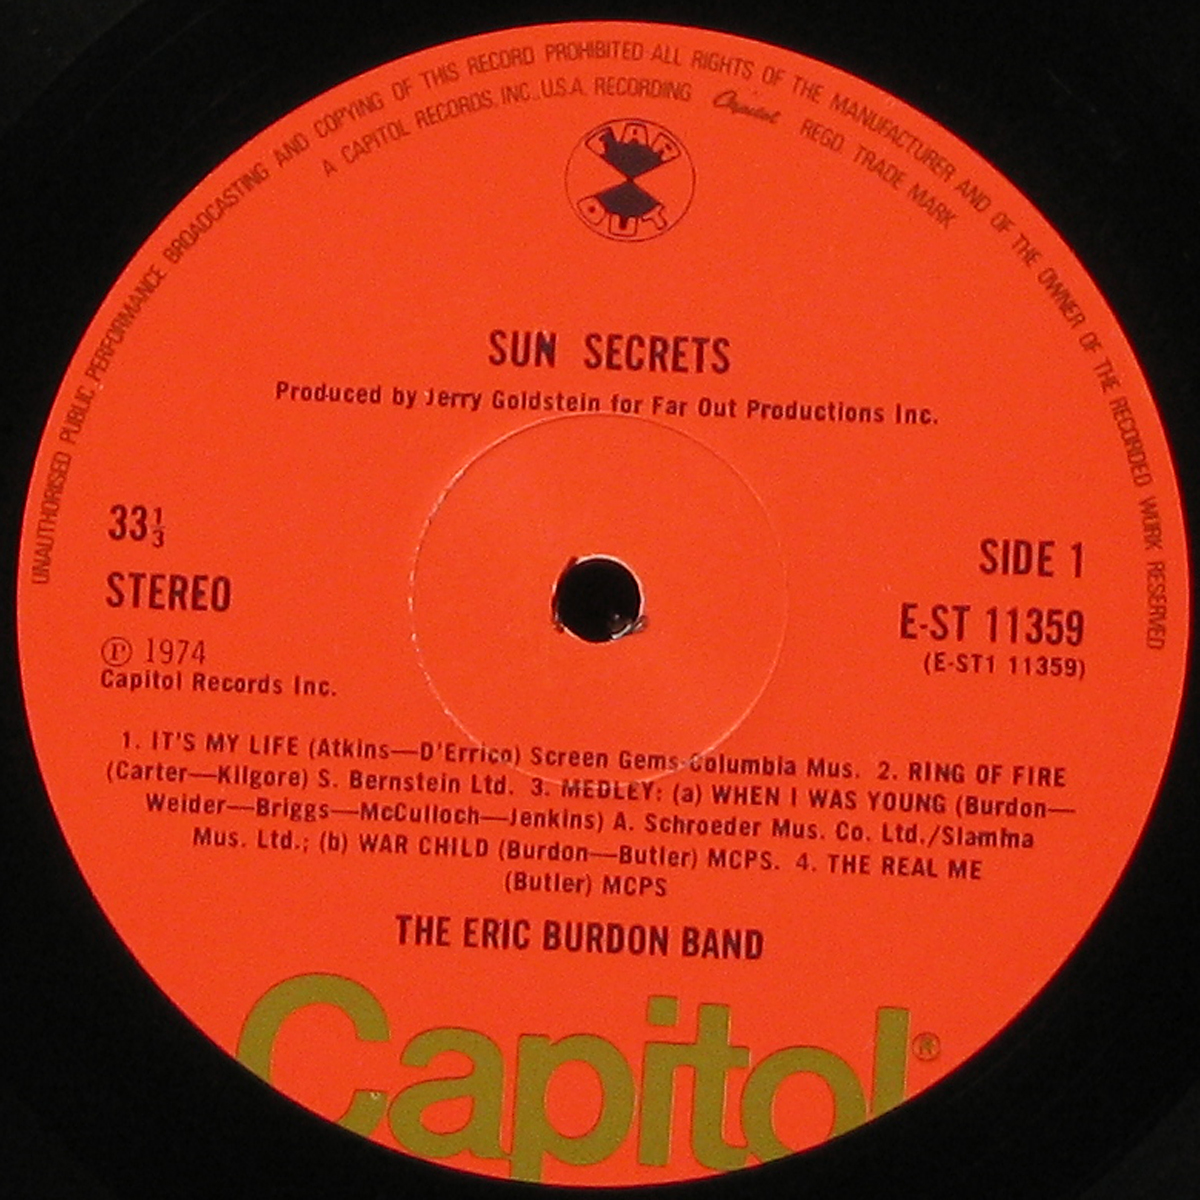 UNAUTHORISED PUBLIC PERFORMANCE BROADCASTING AND COPYING OF THIS RECORD PROHIBITED·ALL RIGHTS OF THE MANUFACTURER AND OF THE OWNER OF THE RECORDED WORK RESERVED
A CAPITOL RECORDS, INC., U.S.A. RECORDING Capitol REGD. TRADE MARK
FAR
OUT
SUN SECRETS
Produced by Jerry Goldstein for Far Out Productions Inc.
33⅓
STEREO
℗ 1974
Capitol Records Inc.
SIDE 1
E-ST 11359
(E-ST1 11359)
1. IT'S MY LIFE (Atkins—D'Errico) Screen Gems-Columbia Mus. 2. RING OF FIRE
(Carter—Kilgore) S. Bernstein Ltd. 3. MEDLEY: (a) WHEN I WAS YOUNG (Burdon—
Weider—Briggs—McCulloch—Jenkins) A. Schroeder Mus. Co. Ltd./Slamina
Mus. Ltd.; (b) WAR CHILD (Burdon—Butler) MCPS. 4. THE REAL ME
(Butler) MCPS
THE ERIC BURDON BAND
Capitol®